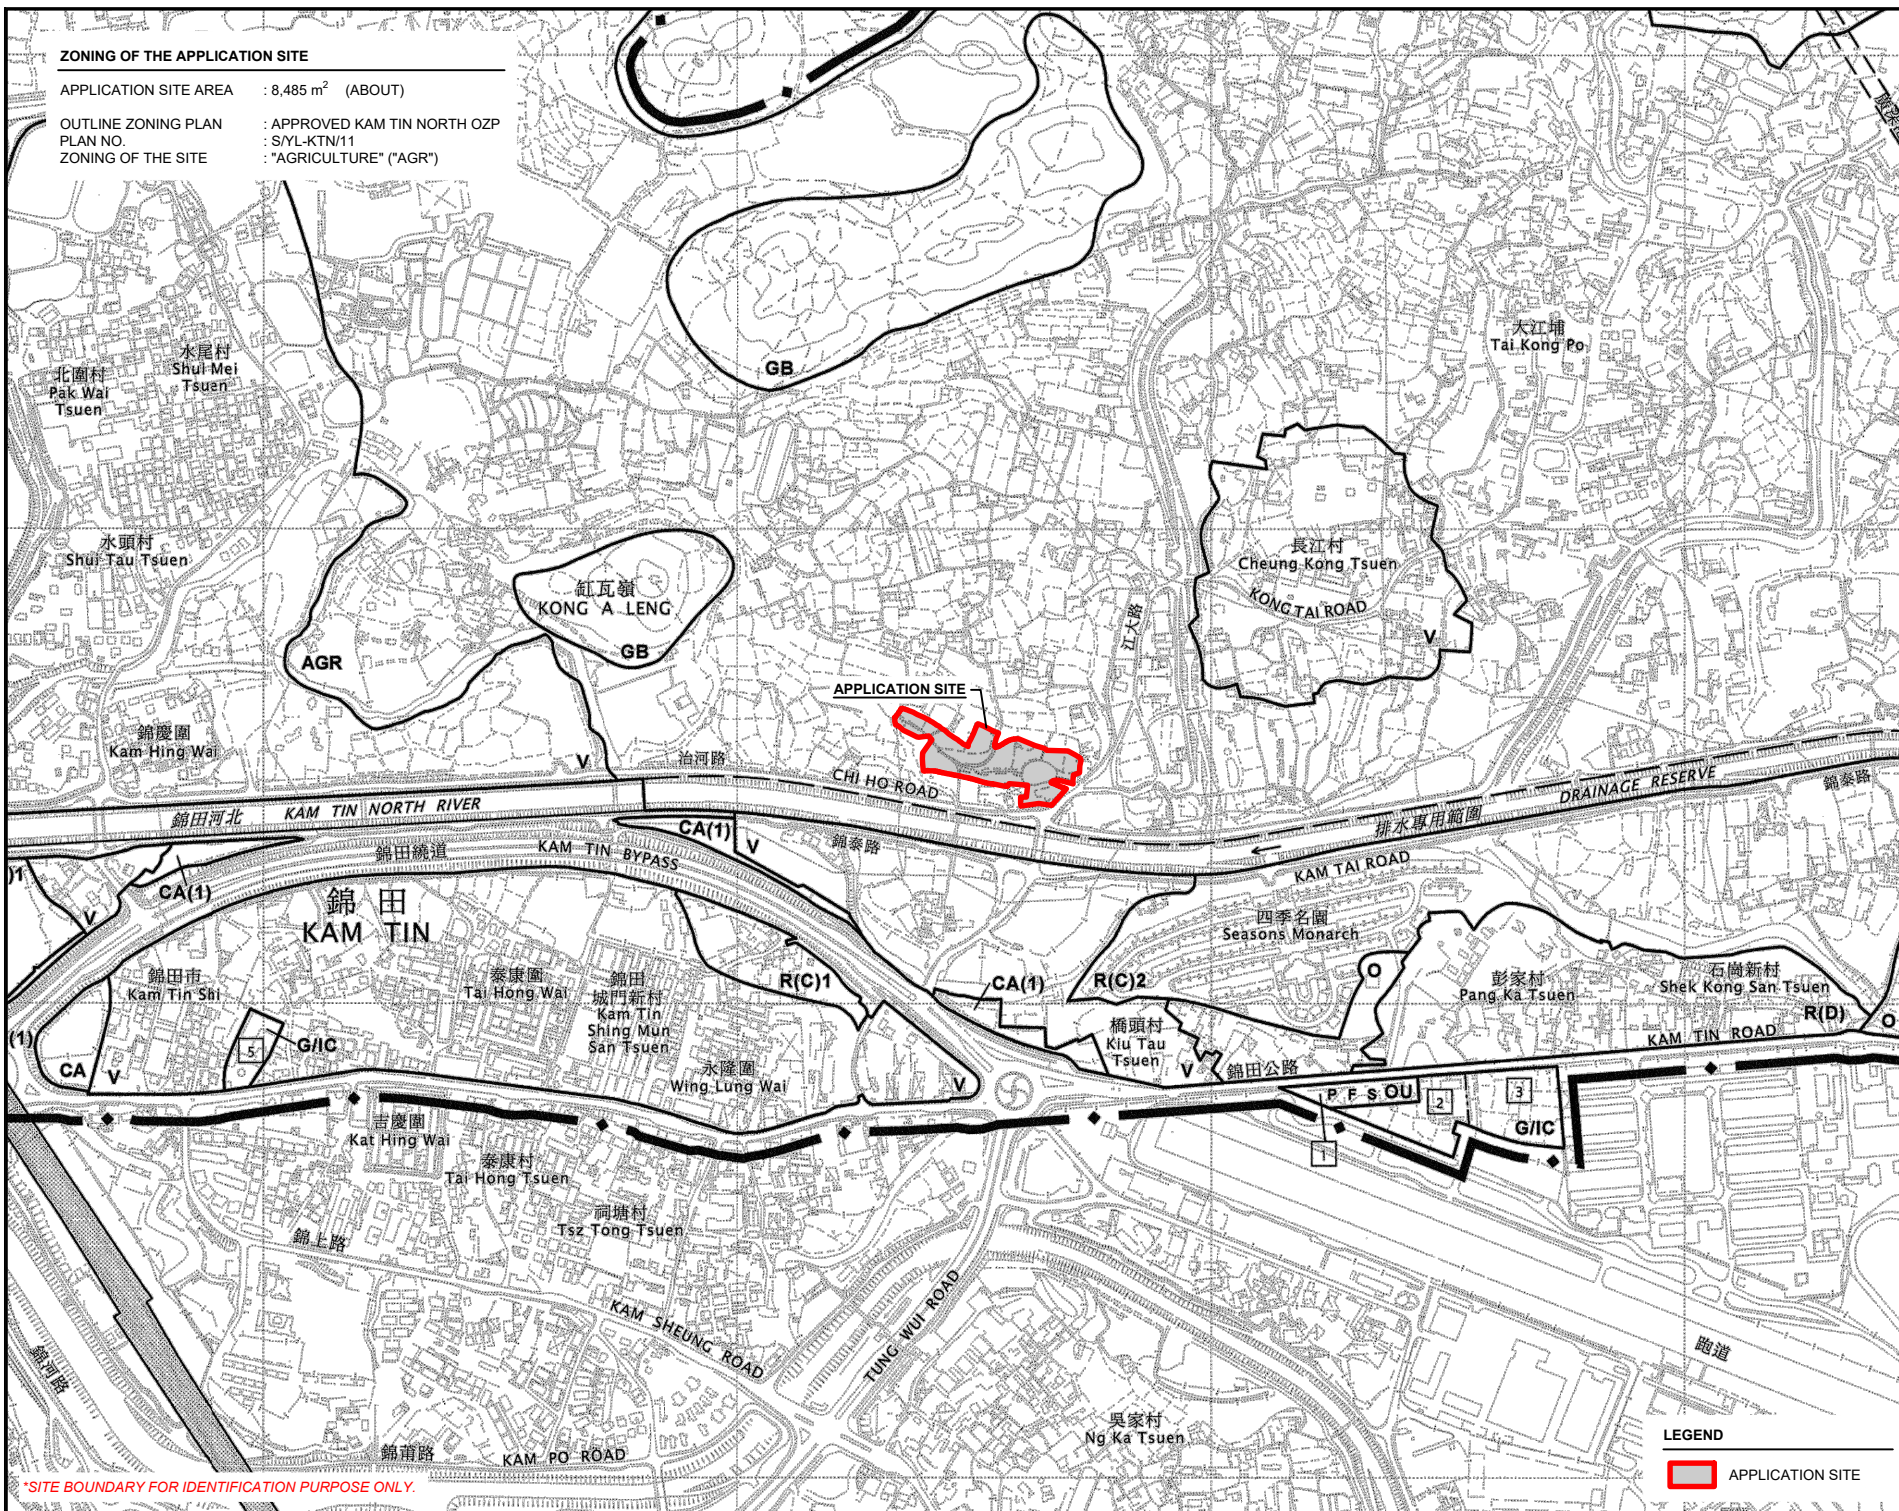 ZONING OF THE APPLICATION SITE
APPLICATION SITE AREA : 8,485 m² (ABOUT)
OUTLINE ZONING PLAN : APPROVED KAM TIN NORTH OZP
PLAN NO. : S/YL-KTN/11
ZONING OF THE SITE : "AGRICULTURE" ("AGR")
GB
大江埔
Tai Kong Po
水尾村
Shui Mei
Tsuen
北圍村
Pak Wai
Tsuen
水頭村
Shui Tau Tsuen
缸瓦嶺
KONG A LENG
GB
AGR
長江村
Cheung Kong Tsuen
KONG TAI ROAD
V
江大路
APPLICATION SITE
錦慶圍
Kam Hing Wai
V
治河路
CHI HO ROAD
錦田河北
KAM TIN NORTH RIVER
排水專用範圍
DRAINAGE RESERVE
錦泰路
CA(1)
V
錦泰路
KAM TAI ROAD
錦田繞道
KAM TIN BYPASS
)1
V
CA(1)
錦田
KAM TIN
四季名園
Seasons Monarch
錦田市
Kam Tin Shi
泰康圍
Tai Hong Wai
錦田
城門新村
Kam Tin
Shing Mun
San Tsuen
R(C)1
CA(1)
R(C)2
O
彭家村
Pang Ka Tsuen
石崗新村
Shek Kong San Tsuen
R(D)
O
(1)
CA
V
5
G/IC
永隆圍
Wing Lung Wai
V
橋頭村
Kiu Tau
Tsuen
V
錦田公路
KAM TIN ROAD
P F S
OU
2
3
G/IC
1
吉慶圍
Kat Hing Wai
泰康村
Tai Hong Tsuen
祠塘村
Tsz Tong Tsuen
錦上路
KAM SHEUNG ROAD
TUNG WUI ROAD
跑道
錦河路
錦莆路
KAM PO ROAD
吳家村
Ng Ka Tsuen
*SITE BOUNDARY FOR IDENTIFICATION PURPOSE ONLY.
LEGEND
APPLICATION SITE